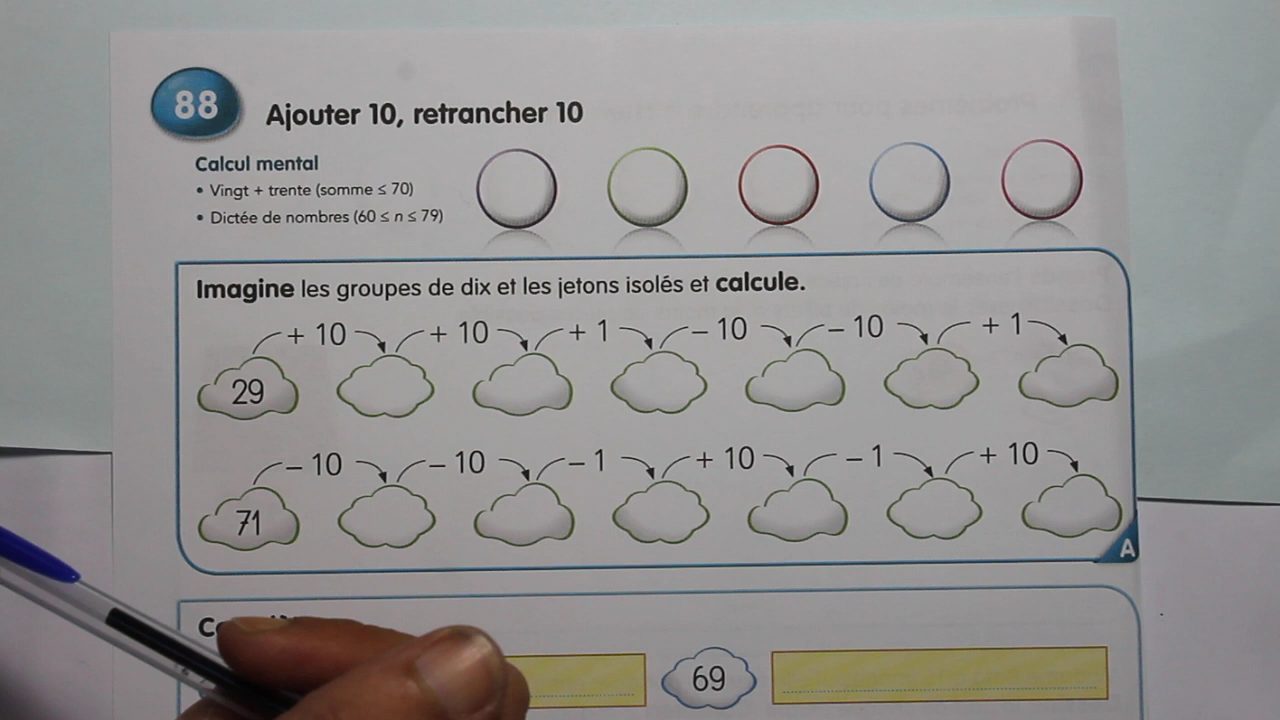 88
Ajouter 10, retrancher 10
Calcul mental
• Vingt + trente (somme ≤ 70)
• Dictée de nombres (60 ≤ n ≤ 79)
Imagine les groupes de dix et les jetons isolés et calcule.
+ 10 + 10 + 1 – 10 – 10 + 1
29
– 10 – 10 – 1 + 10 – 1 + 10
71
A
69